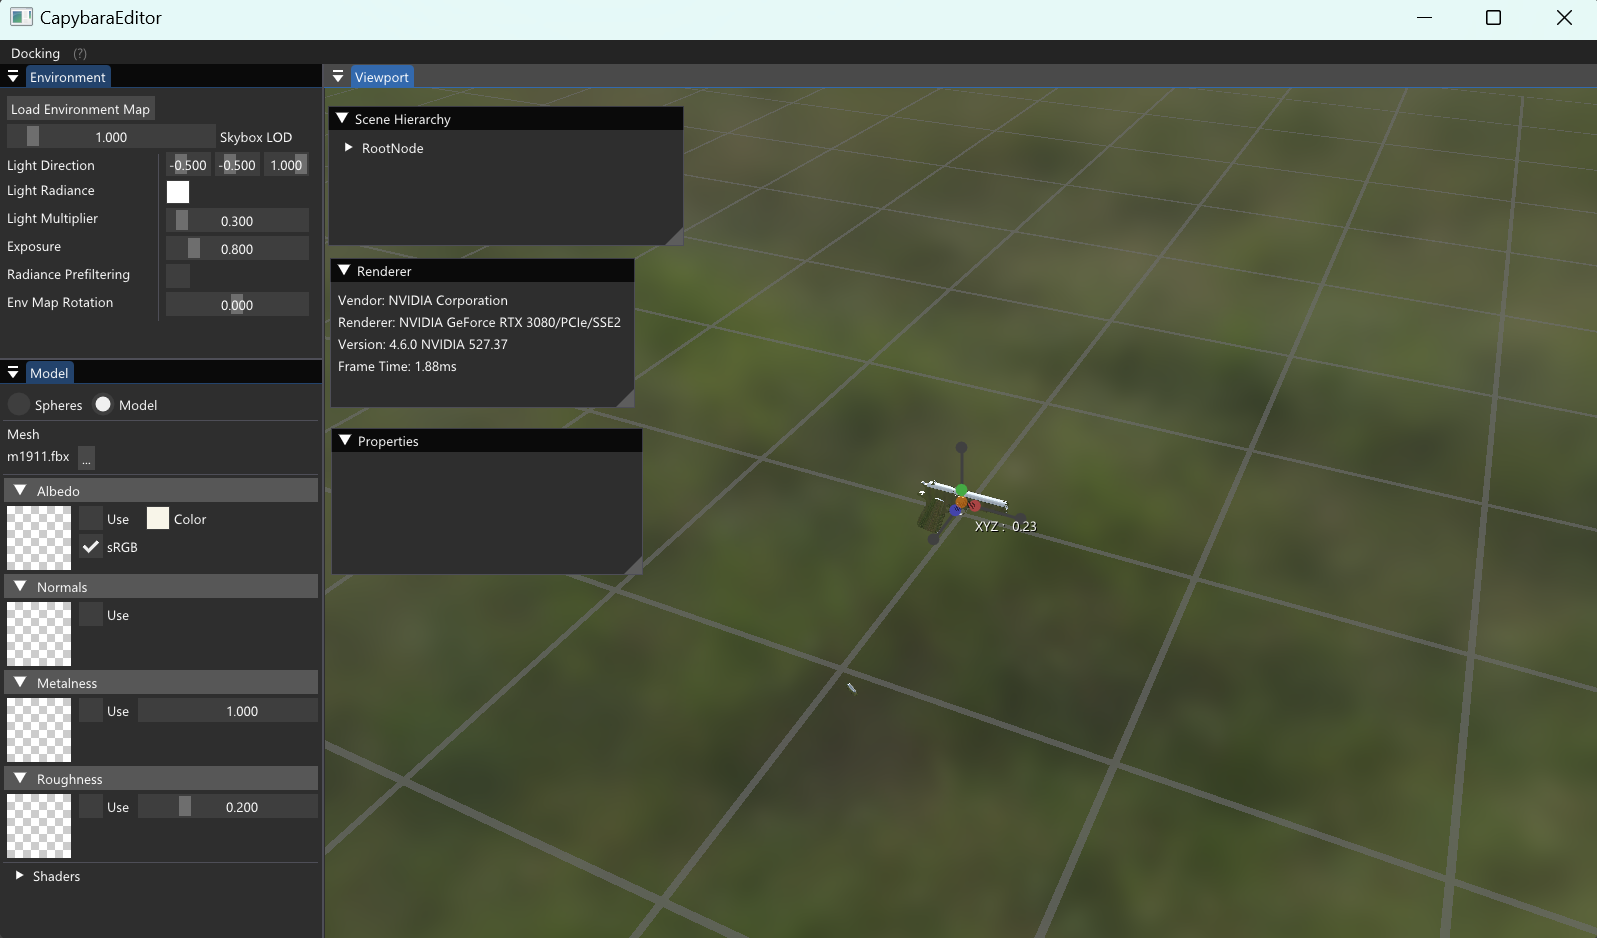 CapybaraEditor
Docking (?)
Environment
Load Environment Map
1.000 Skybox LOD
Light Direction -0.500 -0.500 1.000
Light Radiance
Light Multiplier 0.300
Exposure 0.800
Radiance Prefiltering
Env Map Rotation 0.000
Model
Spheres Model
Mesh
m1911.fbx ...
Albedo
Use Color
sRGB
Normals
Use
Metalness
Use 1.000
Roughness
Use 0.200
Shaders
Viewport
Scene Hierarchy
RootNode
Renderer
Vendor: NVIDIA Corporation
Renderer: NVIDIA GeForce RTX 3080/PCIe/SSE2
Version: 4.6.0 NVIDIA 527.37
Frame Time: 1.88ms
Properties
XYZ : 0.23